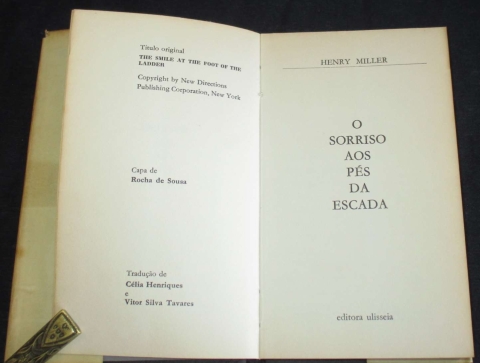 Título original
THE SMILE AT THE FOOT OF THE
LADDER
Copyright by New Directions
Publishing Corporation, New York
Capa de
Rocha de Sousa
Tradução de
Célia Henriques
e
Vitor Silva Tavares
HENRY MILLER
O
SORRISO
AOS
PÉS
DA
ESCADA
editora ulisseia